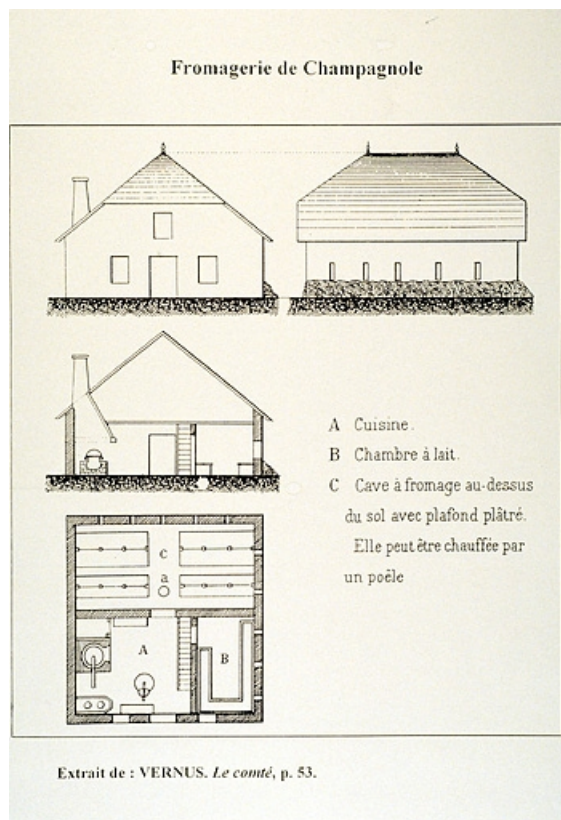 Fromagerie de Champagnole
A Cuisine.
B Chambre à lait.
C Cave à fromage au-dessus
du sol avec plafond plâtré.
Elle peut être chauffée par
un poêle
C
a
A
B
Extrait de : VERNUS. Le comté, p. 53.